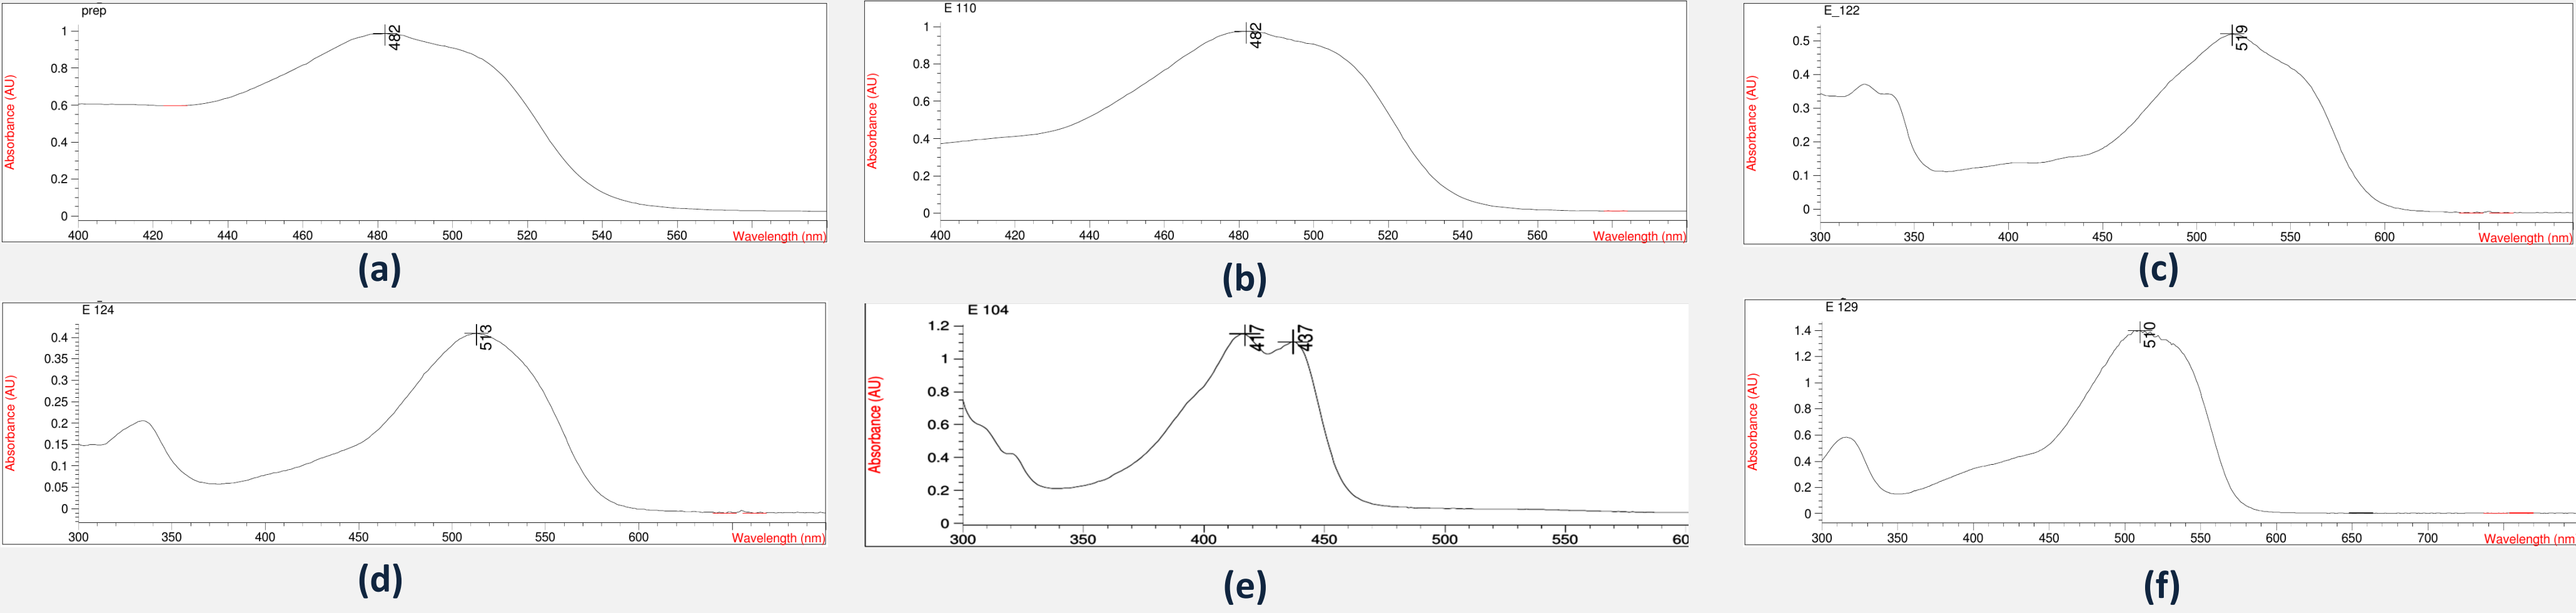 prep
1
0.8
0.6
0.4
0.2
0
Absorbance (AU)
482
400 420 440 460 480 500 520 540 560 Wavelength (nm)
(a)
E 110
1
0.8
0.6
0.4
0.2
0
Absorbance (AU)
482
400 420 440 460 480 500 520 540 560 Wavelength (nm)
(b)
E_122
0.5
0.4
0.3
0.2
0.1
0
Absorbance (AU)
519
300 350 400 450 500 550 600 Wavelength (nm)
(c)
E 124
0.4
0.35
0.3
0.25
0.2
0.15
0.1
0.05
0
Absorbance (AU)
513
300 350 400 450 500 550 600 Wavelength (nm)
(d)
E 104
1.2
1
0.8
0.6
0.4
0.2
0
Absorbance (AU)
417
437
300 350 400 450 500 550 60
(e)
E 129
1.4
1.2
1
0.8
0.6
0.4
0.2
0
Absorbance (AU)
510
300 350 400 450 500 550 600 650 700 Wavelength (nm
(f)